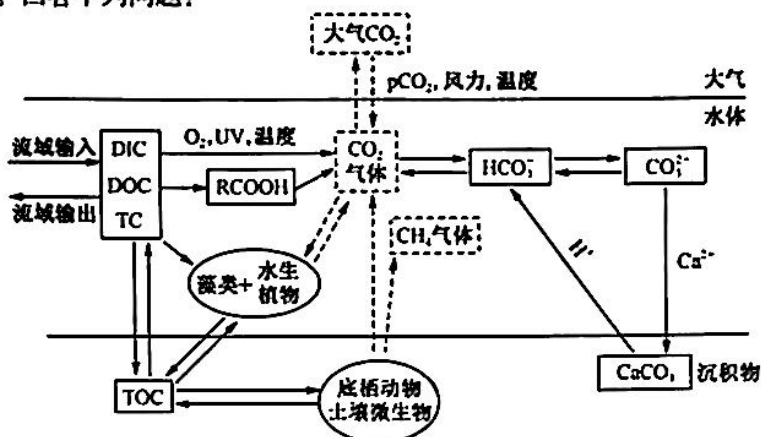 大气CO₂
pCO₂,风力,温度
大气
水体
流域输入
流域输出
DIC
DOC
TC
O₂,UV,温度
RCOOH
CO₂
气体
HCO₃⁻
CO₃²⁻
CH₄气体
藻类+水生
植物
H⁺
Ca²⁺
TOC
底栖动物
土壤微生物
CaCO₃
沉积物